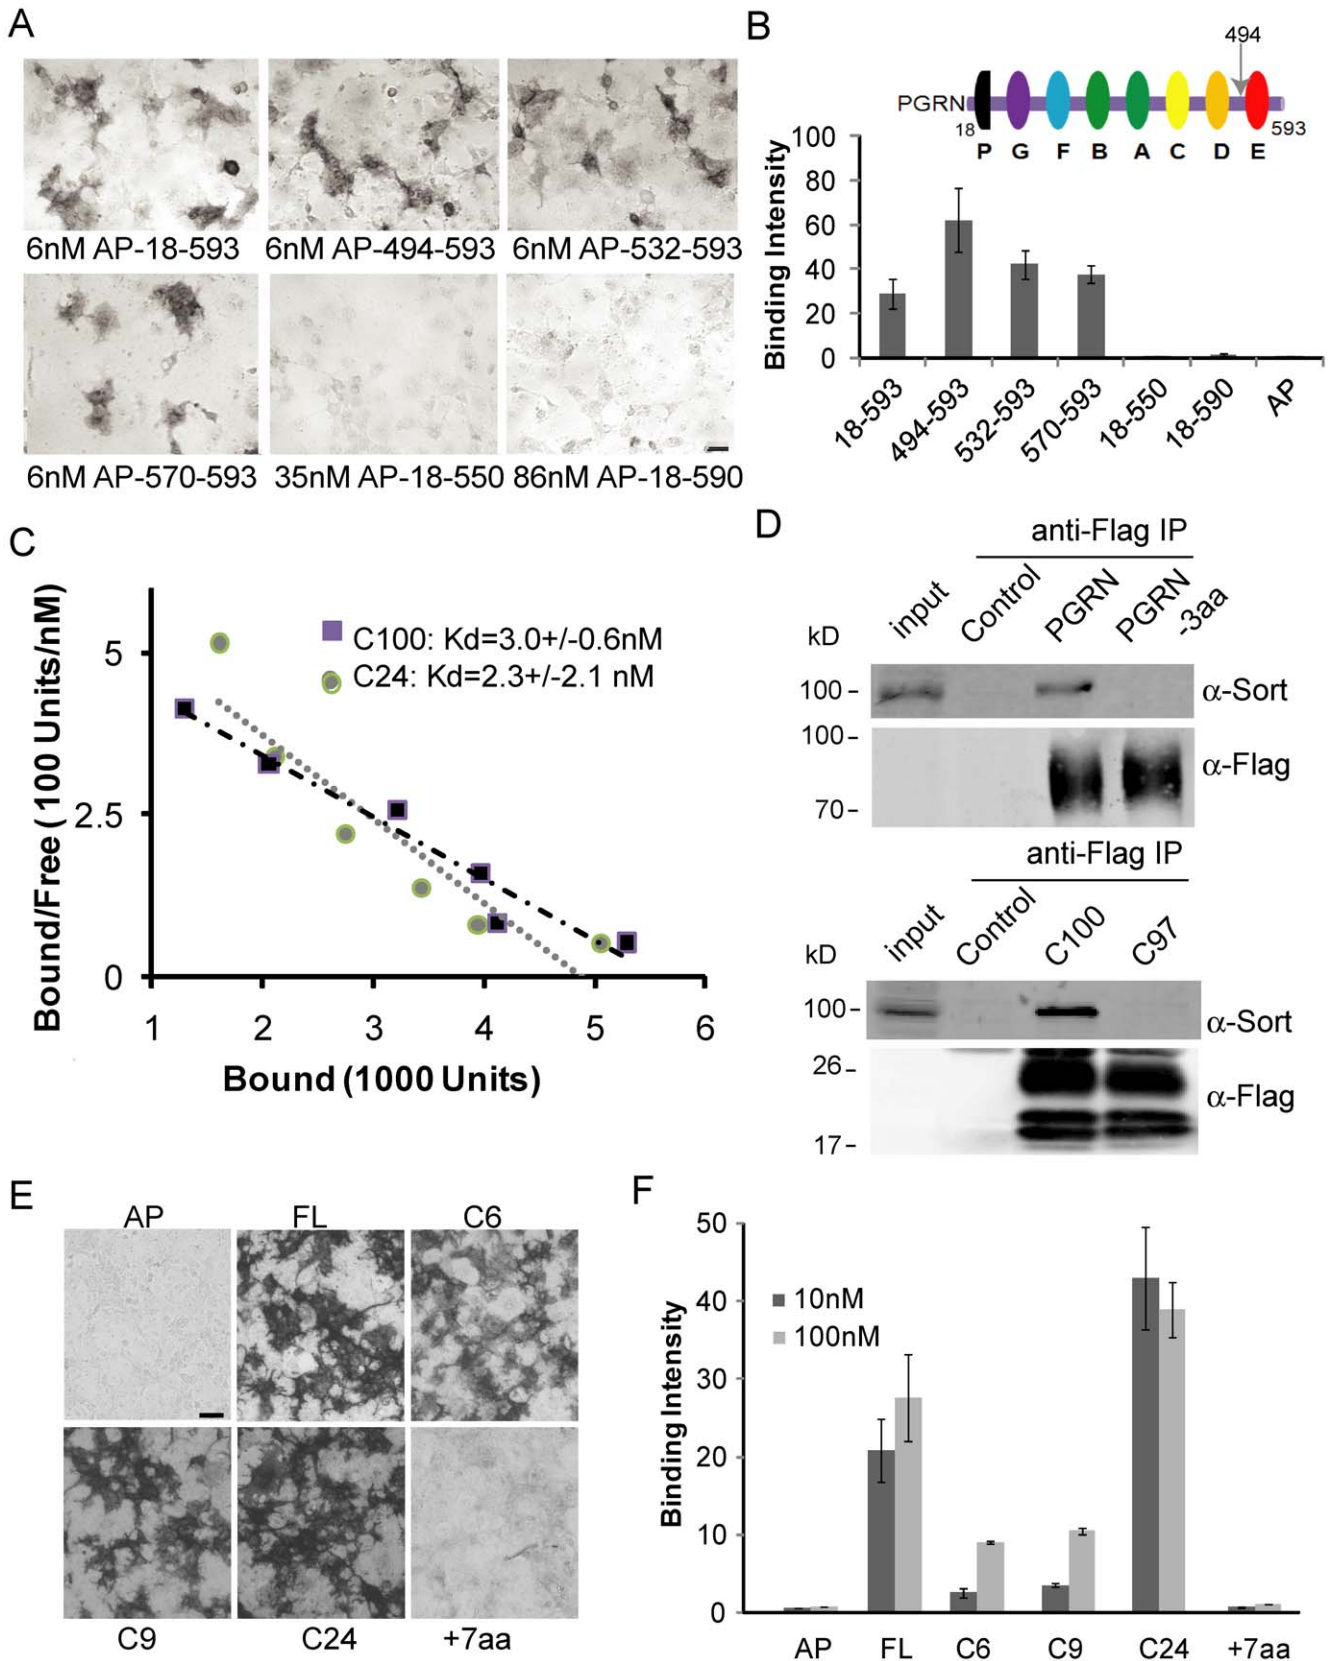 A
6nM AP-18-593
6nM AP-494-593
6nM AP-532-593
6nM AP-570-593
35nM AP-18-550
86nM AP-18-590
B
494
PGRN
18
593
P G F B A C D E
Binding Intensity
100
80
60
40
20
0
18-593
494-593
532-593
570-593
18-550
18-590
AP
C
Bound/Free (100 Units/nM)
5
2.5
0
C100: Kd=3.0+/-0.6nM
C24: Kd=2.3+/-2.1 nM
1 2 3 4 5 6
Bound (1000 Units)
D
anti-Flag IP
kD
input
Control
PGRN
PGRN
-3aa
100 -
α-Sort
100 -
α-Flag
70 -
anti-Flag IP
kD
input
Control
C100
C97
100 -
α-Sort
26 -
α-Flag
17 -
E
AP FL C6
C9 C24 +7aa
F
Binding Intensity
50
40
30
20
10
0
10nM
100nM
AP FL C6 C9 C24 +7aa